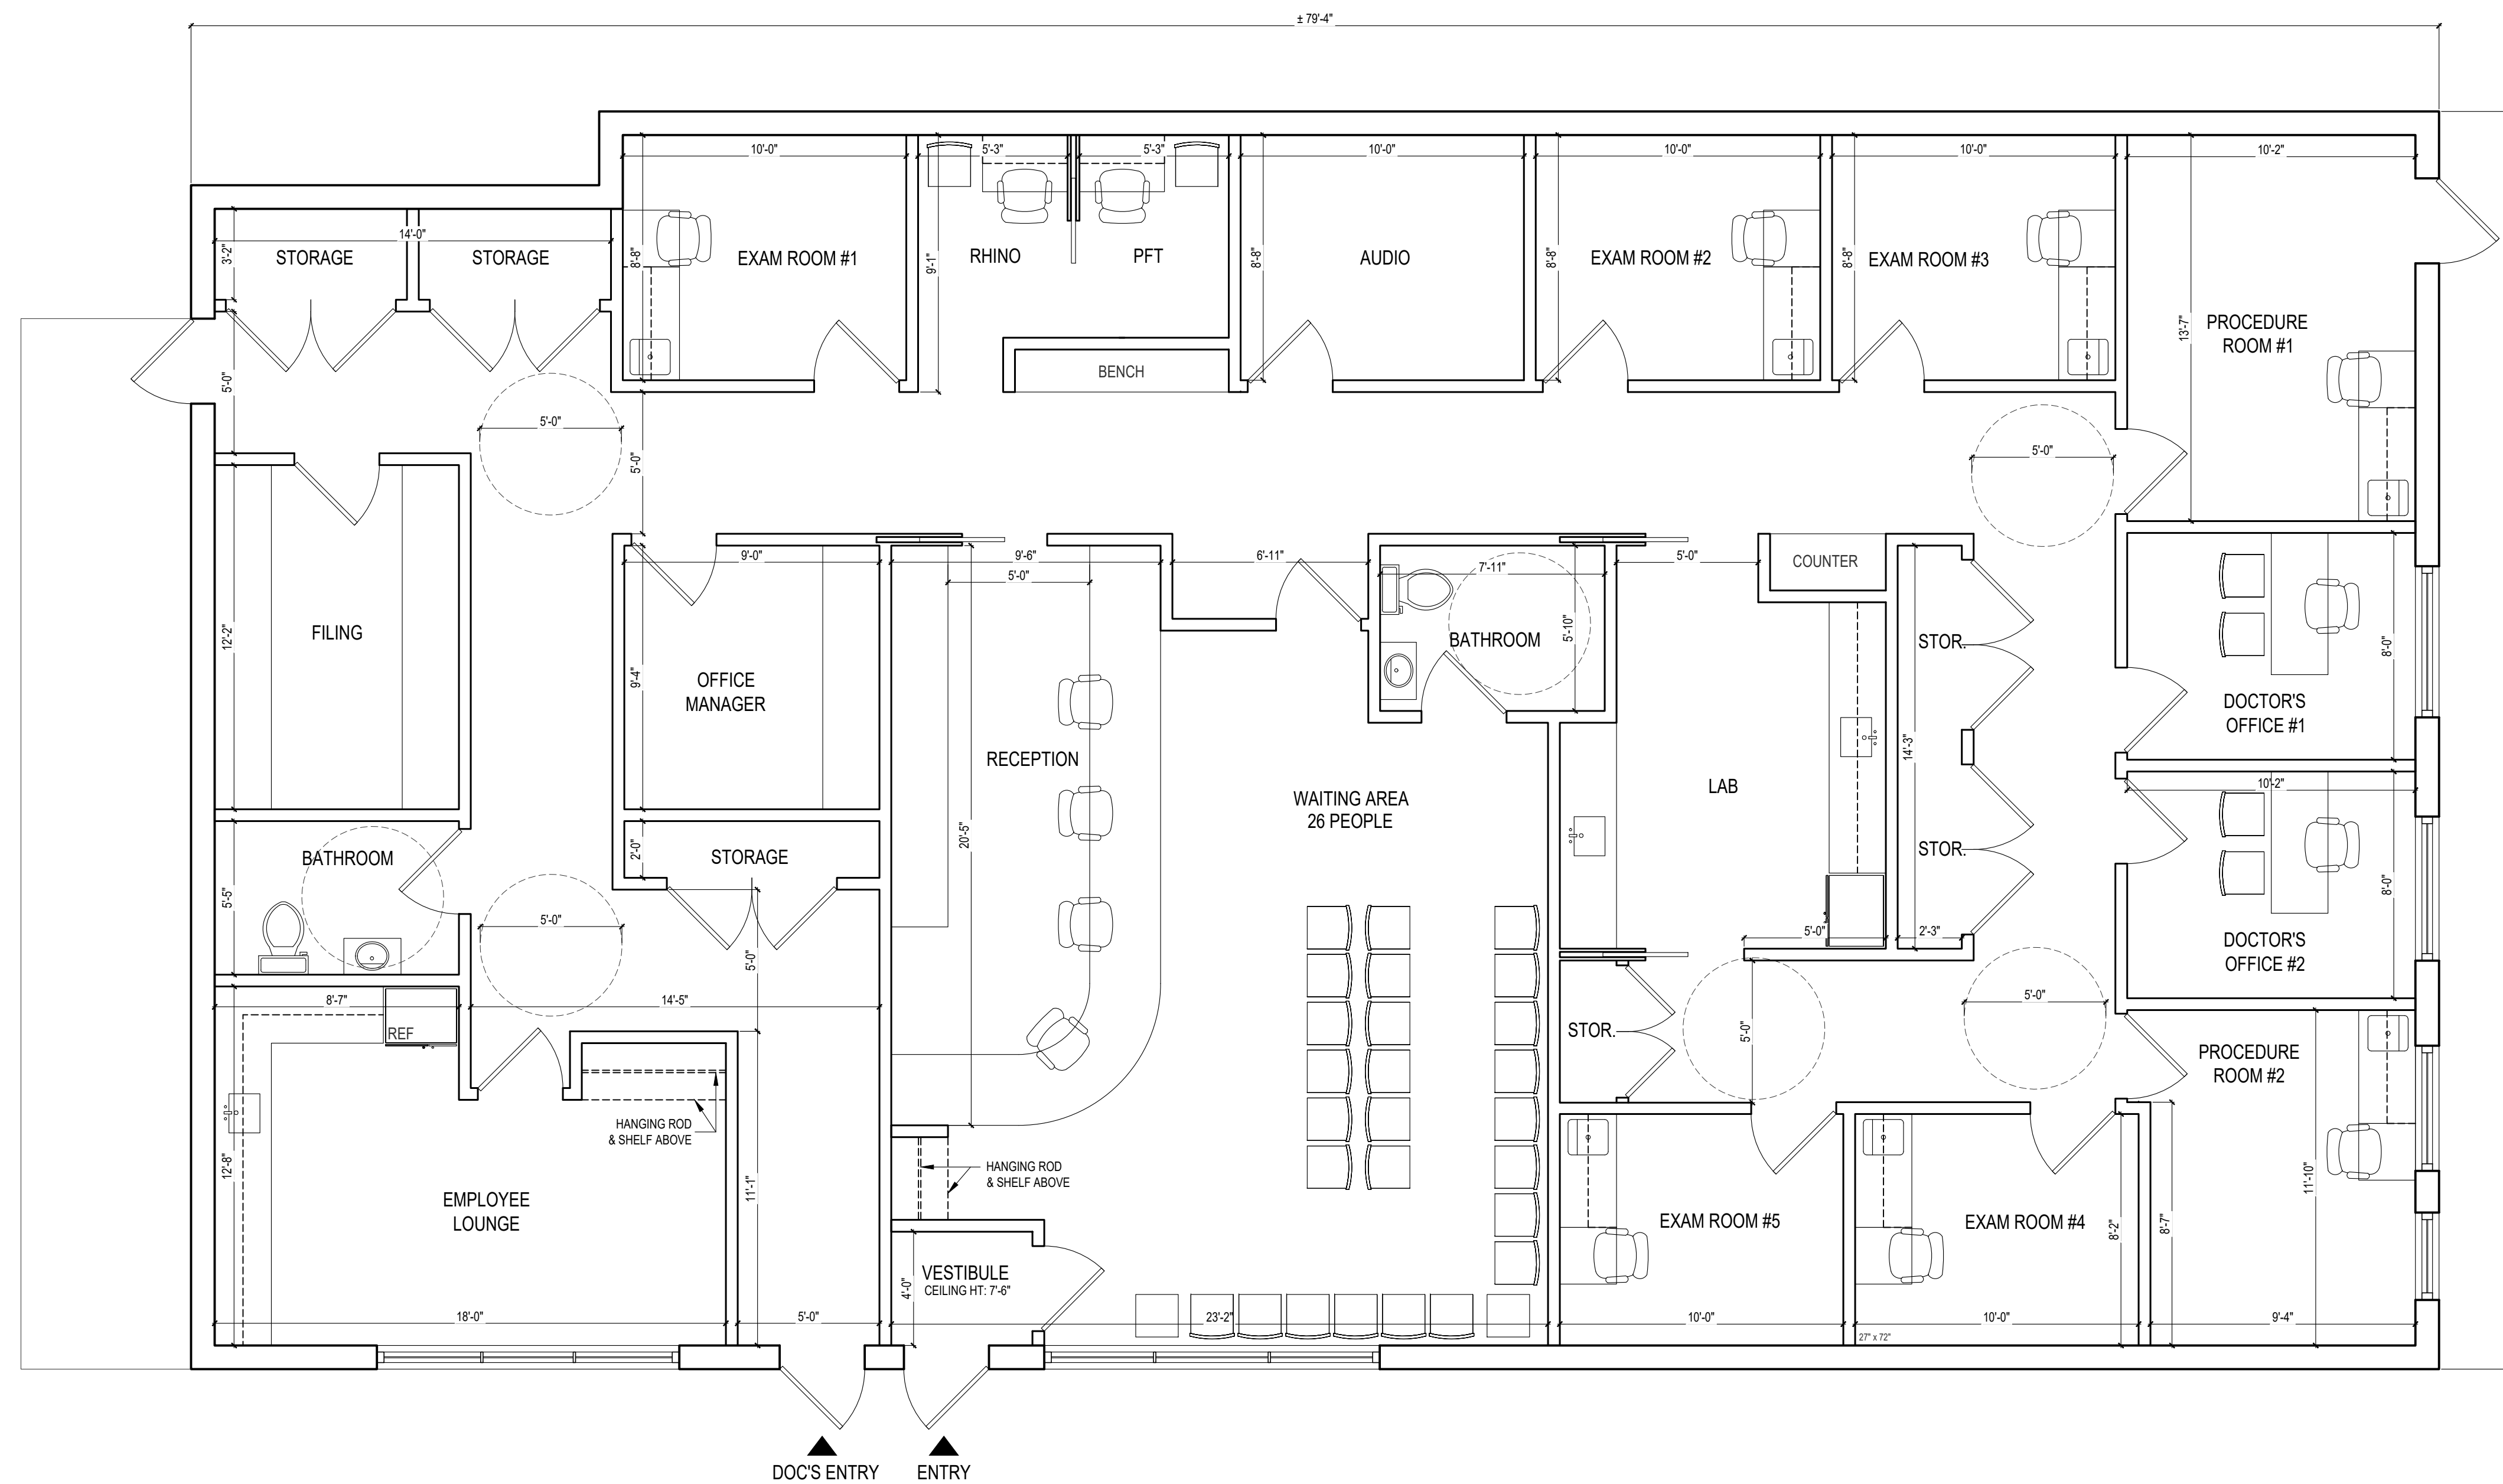 ± 79'-4"
10'-0"
5'-3"
5'-3"
10'-0"
10'-0"
10'-0"
10'-2"
14'-0"
3'-2"
STORAGE
STORAGE
8'-8"
EXAM ROOM #1
9'-1"
RHINO
PFT
8'-8"
AUDIO
8'-8"
EXAM ROOM #2
8'-8"
EXAM ROOM #3
13'-7"
PROCEDURE
ROOM #1
5'-0"
BENCH
5'-0"
5'-0"
5'-0"
9'-0"
9'-6"
5'-0"
6'-11"
7'-11"
5'-0"
COUNTER
12'-2"
FILING
9'-4"
OFFICE
MANAGER
BATHROOM
5'-10"
STOR.
8'-0"
DOCTOR'S
OFFICE #1
RECEPTION
20'-5"
WAITING AREA
26 PEOPLE
LAB
14'-3"
10'-2"
STOR.
BATHROOM
5'-5"
2'-0"
STORAGE
5'-0"
5'-0"
8'-0"
DOCTOR'S
OFFICE #2
5'-0"
2'-3"
8'-7"
14'-5"
REF
5'-0"
5'-0"
STOR.
PROCEDURE
ROOM #2
HANGING ROD
& SHELF ABOVE
HANGING ROD
& SHELF ABOVE
12'-8"
11'-1"
EMPLOYEE
LOUNGE
EXAM ROOM #5
EXAM ROOM #4
8'-2"
8'-7"
11'-10"
VESTIBULE
CEILING HT: 7'-6"
4'-0"
18'-0"
5'-0"
23'-2"
10'-0"
10'-0"
9'-4"
27" x 72"
DOC'S ENTRY
ENTRY